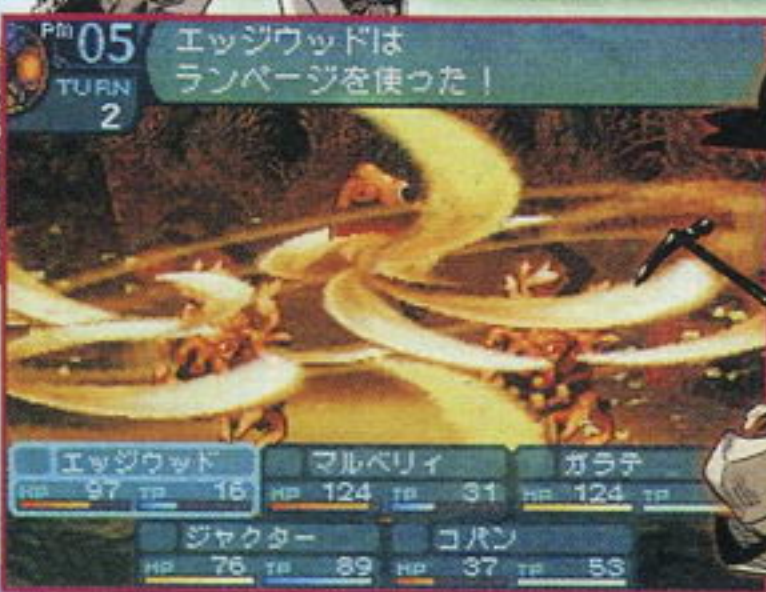 PM 05
TURN
2
エッジウッドは
ランページを使った!
エッジウッド
HP 97 TP 16
マルベリィ
HP 124 TP 31
ガラテ
HP 124 TP
ジャクター
HP 76 TP 89
コパン
HP 37 TP 53